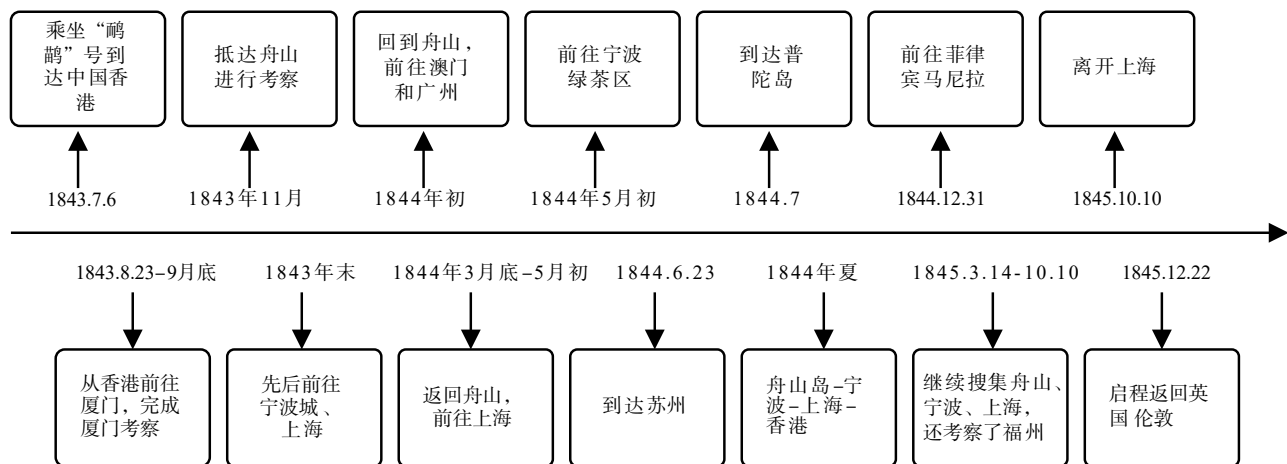 乘坐“鸸
鹋”号到
达中国香
港
抵达舟山
进行考察
回到舟山，
前往澳门
和广州
前往宁波
绿茶区
到达普
陀岛
前往菲律
宾马尼拉
离开上海
1843.7.6
1843年11月
1844年初
1844年5月初
1844.7
1844.12.31
1845.10.10
1843.8.23–9月底
1843年末
1844年3月底–5月初
1844.6.23
1844年夏
1845.3.14-10.10
1845.12.22
从香港前往
厦门，完成
厦门考察
先后前往
宁波城、
上海
返回舟山，
前往上海
到达苏州
舟山岛–宁
波–上海–
香港
继续搜集舟山、
宁波、上海，
还考察了福州
启程返回英
国伦敦